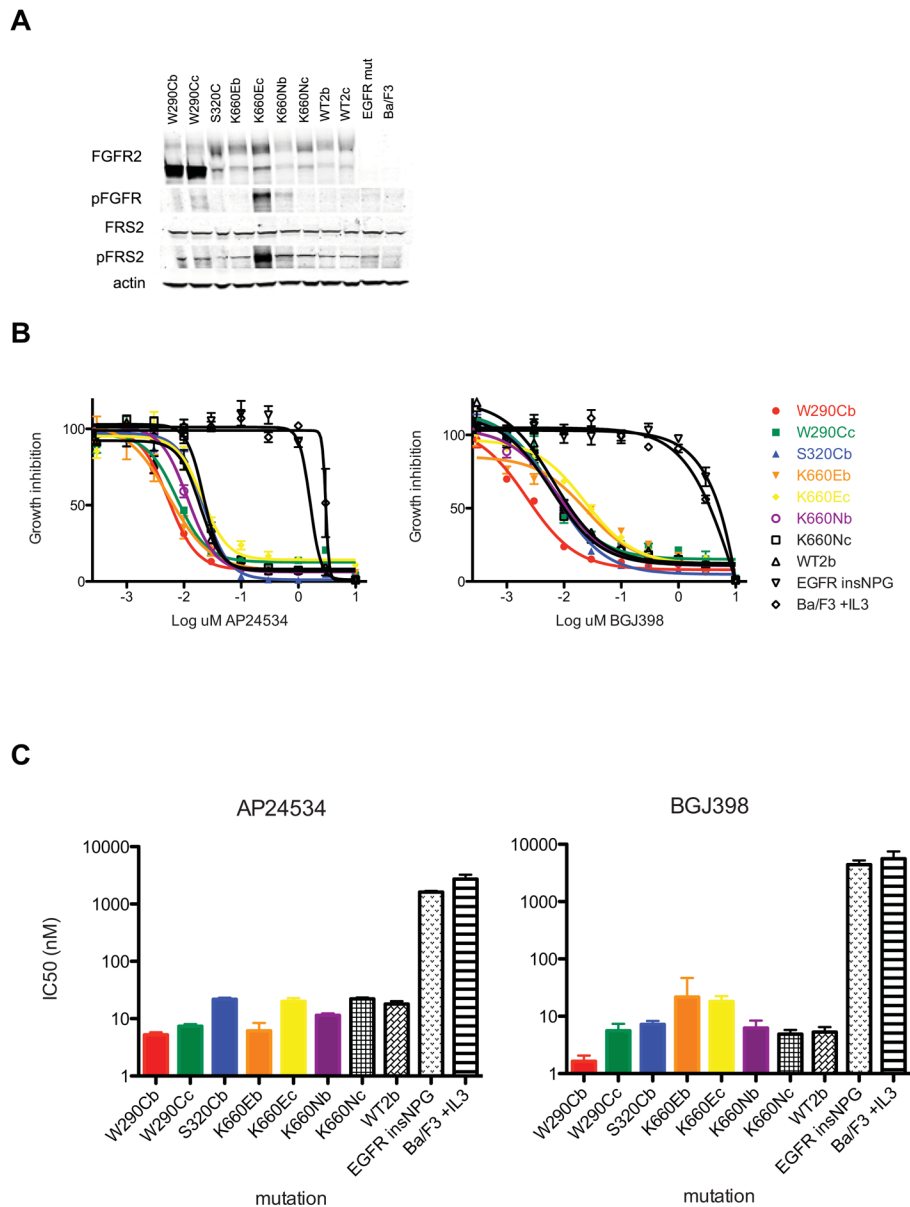 A
W290Cb
W290Cc
S320C
K660Eb
K660Ec
K660Nb
K660Nc
WT2b
WT2c
EGFR mut
Ba/F3
FGFR2
pFGFR
FRS2
pFRS2
actin
B
Growth inhibition
100
50
0
-3 -2 -1 0 1
Log uM AP24534
Growth inhibition
100
50
0
-3 -2 -1 0 1
Log uM BGJ398
W290Cb
W290Cc
S320Cb
K660Eb
K660Ec
K660Nb
K660Nc
WT2b
EGFR insNPG
Ba/F3 +IL3
C
AP24534
IC50 (nM)
10000
1000
100
10
1
W290Cb
W290Cc
S320Cb
K660Eb
K660Ec
K660Nb
K660Nc
WT2b
EGFR insNPG
Ba/F3 +IL3
mutation
BGJ398
10000
1000
100
10
1
W290Cb
W290Cc
S320Cb
K660Eb
K660Ec
K660Nb
K660Nc
WT2b
EGFR insNPG
Ba/F3 +IL3
mutation